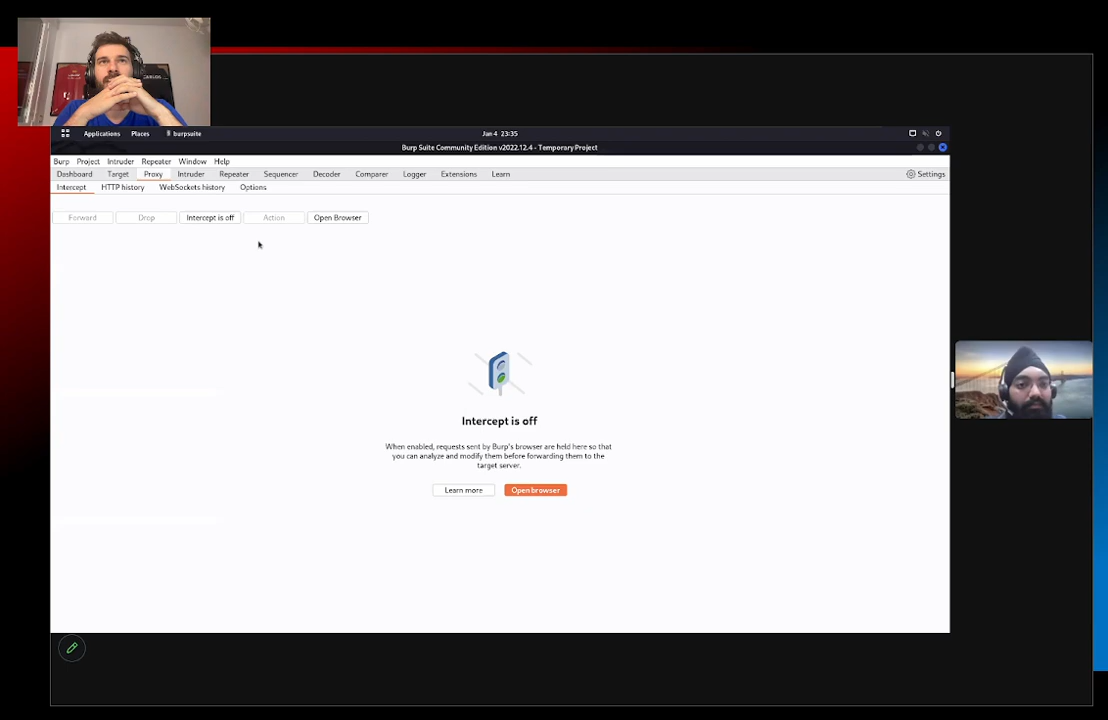 Applications Places burpsuite Jan 4 23:35
Burp Suite Community Edition v2022.12.4 - Temporary Project
Burp Project Intruder Repeater Window Help
Dashboard Target Proxy Intruder Repeater Sequencer Decoder Comparer Logger Extensions Learn Settings
Intercept HTTP history WebSockets history Options
Forward Drop Intercept is off Action Open Browser
Intercept is off
When enabled, requests sent by Burp's browser are held here so that
you can analyze and modify them before forwarding them to the
target server.
Learn more Open browser